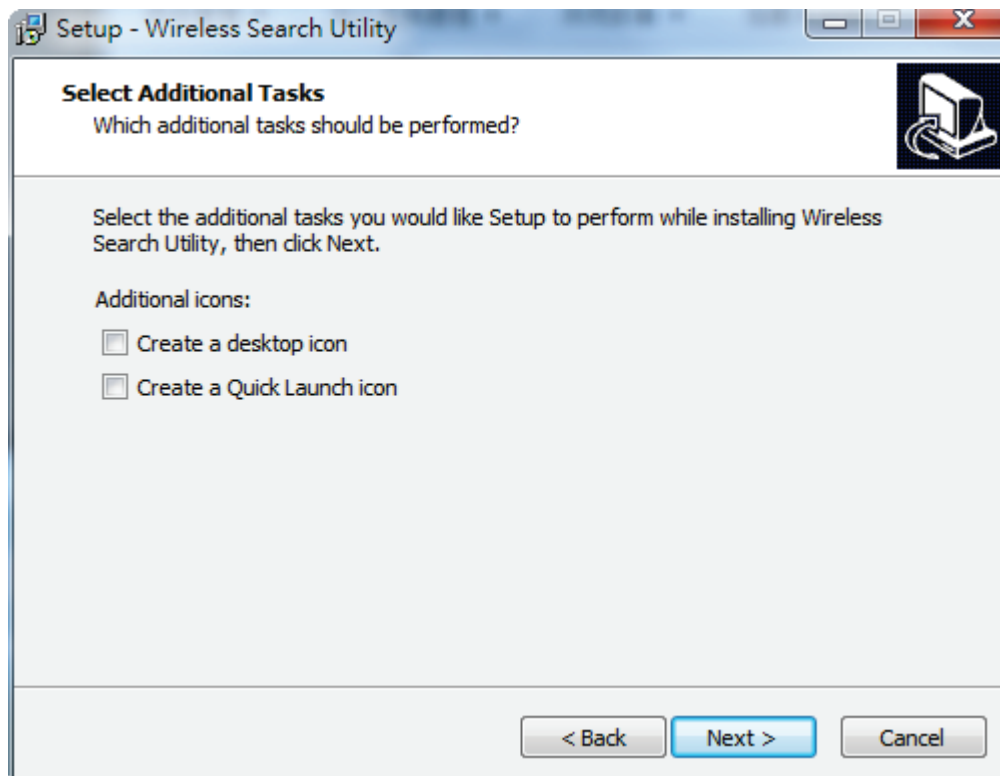 Setup - Wireless Search Utility
Select Additional Tasks
Which additional tasks should be performed?
Select the additional tasks you would like Setup to perform while installing Wireless
Search Utility, then click Next.
Additional icons:
Create a desktop icon
Create a Quick Launch icon
< Back
Next >
Cancel